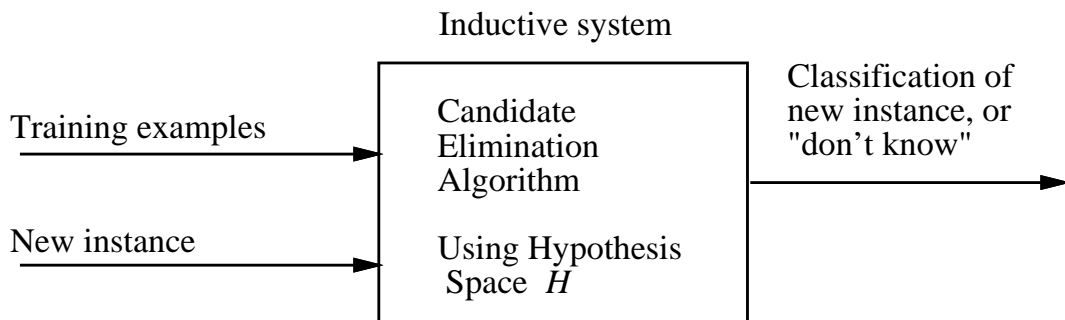 Inductive system
Training examples
New instance
Candidate
Elimination
Algorithm
Using Hypothesis
Space H
Classification of
new instance, or
"don't know"